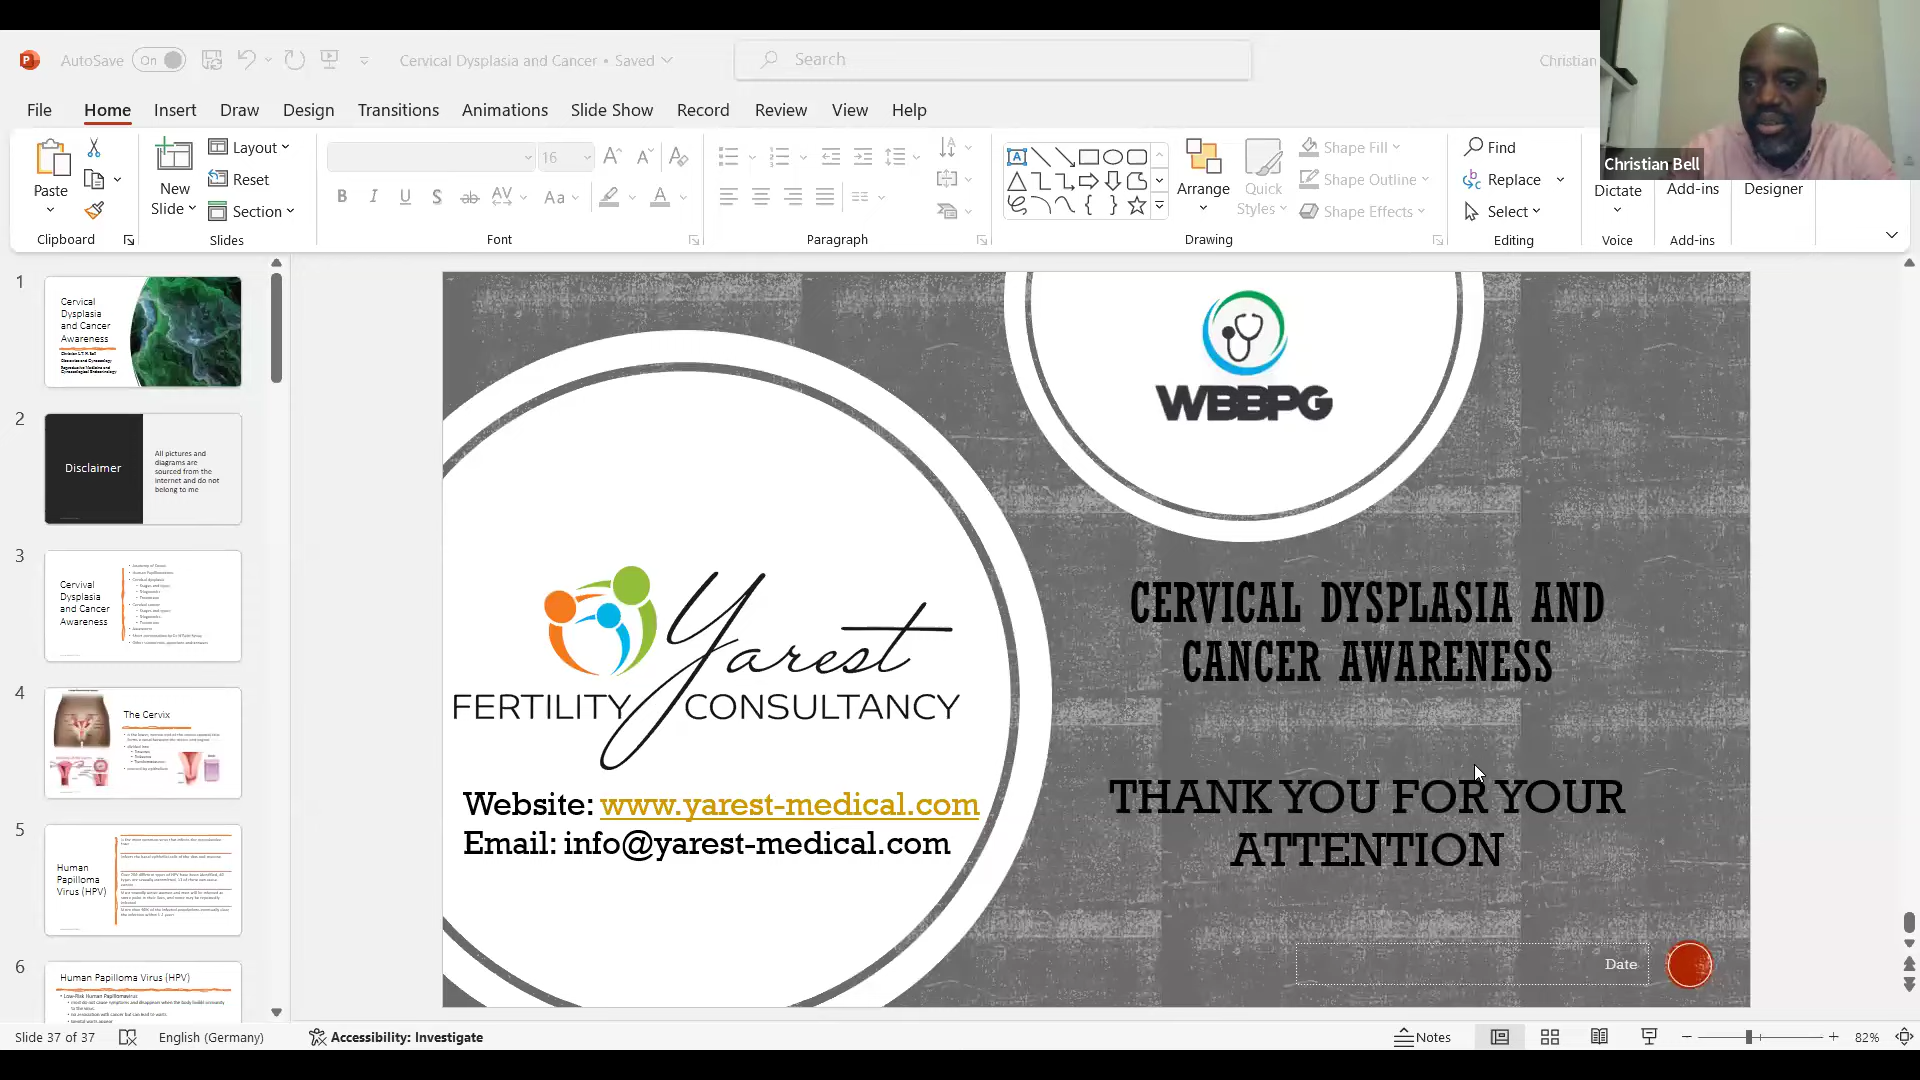 AutoSave On
Cervical Dysplasia and Cancer • Saved
Search
Christian
File Home Insert Draw Design Transitions Animations Slide Show Record Review View Help
Paste
New
Slide
Layout
Reset
Section
16
Shape Fill
Shape Outline
Shape Effects
Arrange
Quick
Styles
Find
Replace
Select
Dictate
Add-ins
Designer
Christian Bell
Clipboard
Slides
Font
Paragraph
Drawing
Editing
Voice
Add-ins
1
Cervical
Dysplasia
and Cancer
Awareness
2
Disclaimer
All pictures and
diagrams are
sourced from the
internet and do not
belong to me
3
Cervival
Dysplasia
and Cancer
Awareness
4
The Cervix
5
Human
Papilloma
Virus (HPV)
6
Human Papilloma Virus (HPV)
WBBPG
Yarest
FERTILITY CONSULTANCY
Website: www.yarest-medical.com
Email: info@yarest-medical.com
CERVICAL DYSPLASIA AND
CANCER AWARENESS
THANK YOU FOR YOUR
ATTENTION
Date
Slide 37 of 37
English (Germany)
Accessibility: Investigate
Notes
82%